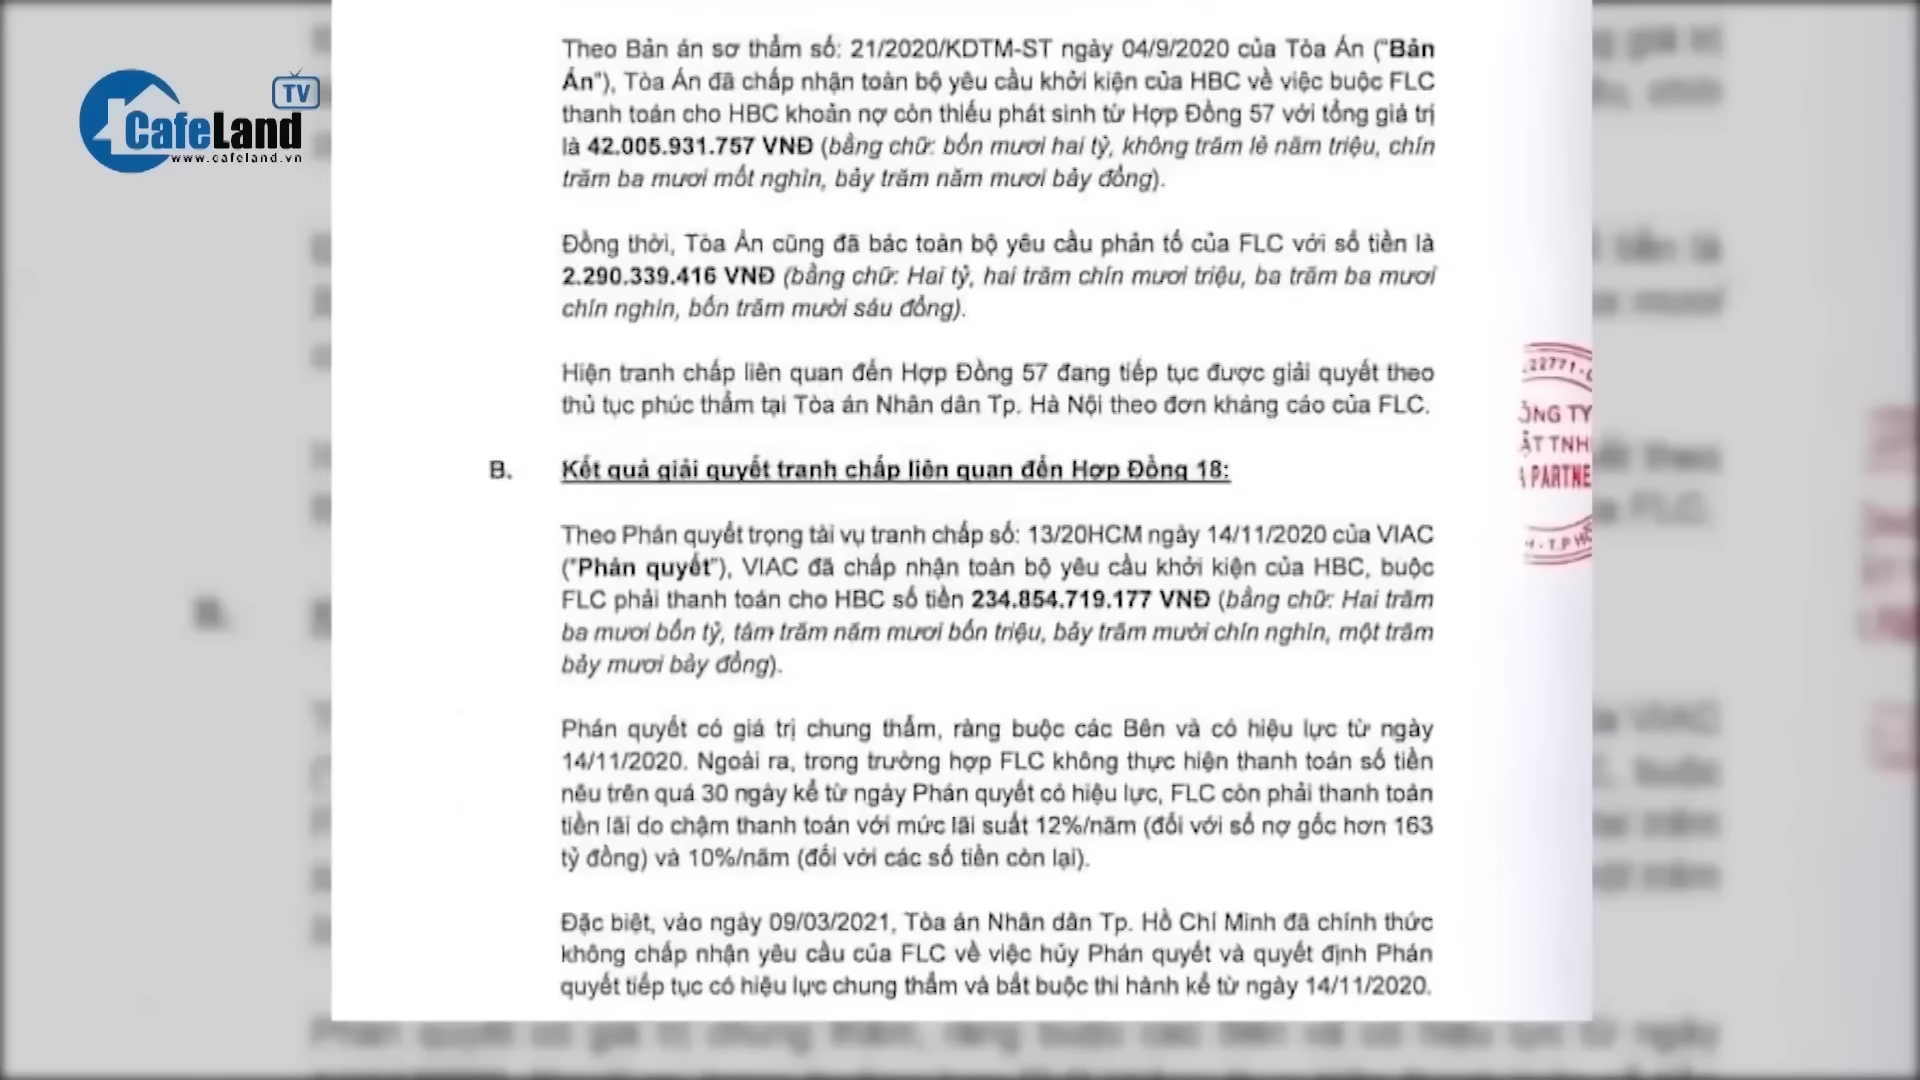 TV
CafeLand
www.cafeland.vn
Theo Bản án sơ thẩm số: 21/2020/KDTM-ST ngày 04/9/2020 của Tòa Án ("Bản
Án"), Tòa Án đã chấp nhận toàn bộ yêu cầu khởi kiện của HBC về việc buộc FLC
thanh toán cho HBC khoản nợ còn thiếu phát sinh từ Hợp Đồng 57 với tổng giá trị
là 42.005.931.757 VNĐ (bằng chữ: bốn mươi hai tỷ, không trăm lẻ năm triệu, chín
trăm ba mươi mốt nghìn, bảy trăm năm mươi bảy đồng).
Đồng thời, Tòa Án cũng đã bác toàn bộ yêu cầu phản tố của FLC với số tiền là
2.290.339.416 VNĐ (bằng chữ: Hai tỷ, hai trăm chín mươi triệu, ba trăm ba mươi
chín nghìn, bốn trăm mười sáu đồng).
Hiện tranh chấp liên quan đến Hợp Đồng 57 đang tiếp tục được giải quyết theo
thủ tục phúc thẩm tại Tòa án Nhân dân Tp. Hà Nội theo đơn kháng cáo của FLC.
B. Kết quả giải quyết tranh chấp liên quan đến Hợp Đồng 18:
Theo Phán quyết trọng tài vụ tranh chấp số: 13/20HCM ngày 14/11/2020 của VIAC
("Phán quyết"), VIAC đã chấp nhận toàn bộ yêu cầu khởi kiện của HBC, buộc
FLC phải thanh toán cho HBC số tiền 234.854.719.177 VNĐ (bằng chữ: Hai trăm
ba mươi bốn tỷ, tám trăm năm mươi bốn triệu, bảy trăm mười chín nghìn, một trăm
bảy mươi bảy đồng).
Phán quyết có giá trị chung thẩm, ràng buộc các Bên và có hiệu lực từ ngày
14/11/2020. Ngoài ra, trong trường hợp FLC không thực hiện thanh toán số tiền
nêu trên quá 30 ngày kể từ ngày Phán quyết có hiệu lực, FLC còn phải thanh toán
tiền lãi do chậm thanh toán với mức lãi suất 12%/năm (đối với số nợ gốc hơn 163
tỷ đồng) và 10%/năm (đối với các số tiền còn lại).
Đặc biệt, vào ngày 09/03/2021, Tòa án Nhân dân Tp. Hồ Chí Minh đã chính thức
không chấp nhận yêu cầu của FLC về việc hủy Phán quyết và quyết định Phán
quyết tiếp tục có hiệu lực chung thẩm và bắt buộc thi hành kể từ ngày 14/11/2020.
22771-
ÔNG TY
ẬT TNH
PARTNE